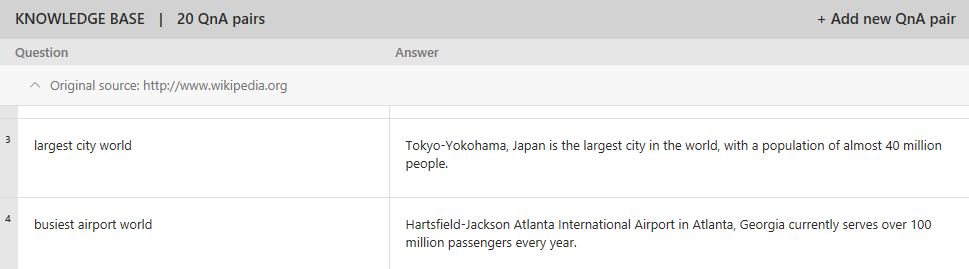 KNOWLEDGE BASE | 20 QnA pairs + Add new QnA pair
Question Answer
Original source: http://www.wikipedia.org
3 largest city world Tokyo-Yokohama, Japan is the largest city in the world, with a population of almost 40 million
people.
4 busiest airport world Hartsfield-Jackson Atlanta International Airport in Atlanta, Georgia currently serves over 100
million passengers every year.